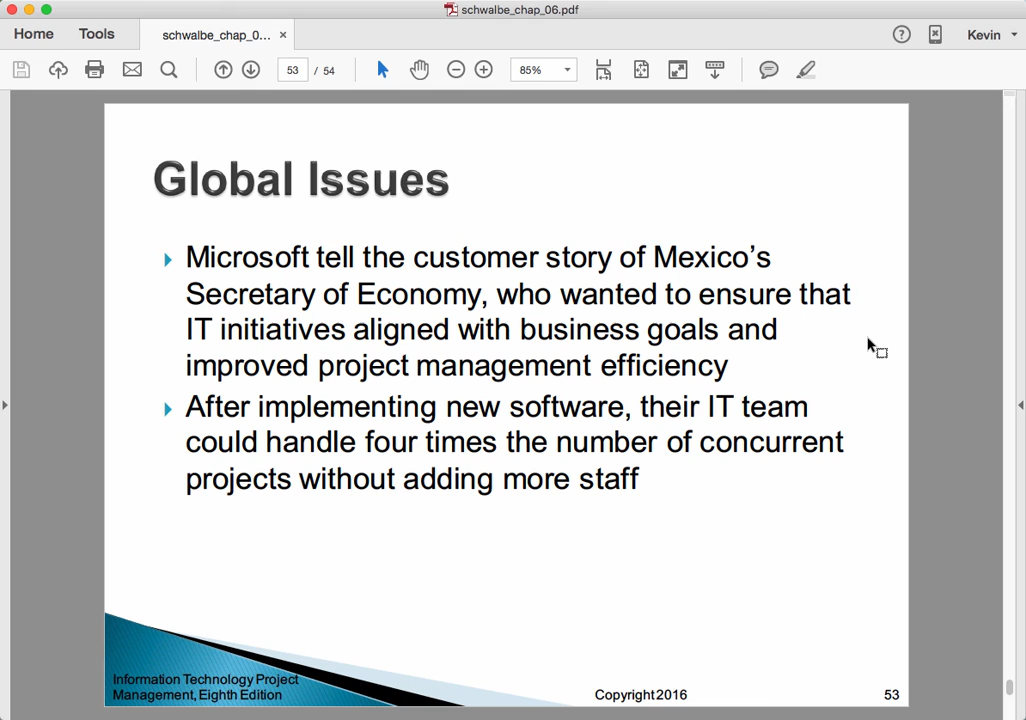 schwalbe_chap_06.pdf
Home Tools schwalbe_chap_0... × Kevin
53 / 54 85%
Global Issues
Microsoft tell the customer story of Mexico's
Secretary of Economy, who wanted to ensure that
IT initiatives aligned with business goals and
improved project management efficiency
After implementing new software, their IT team
could handle four times the number of concurrent
projects without adding more staff
Information Technology Project
Management, Eighth Edition
Copyright 2016
53